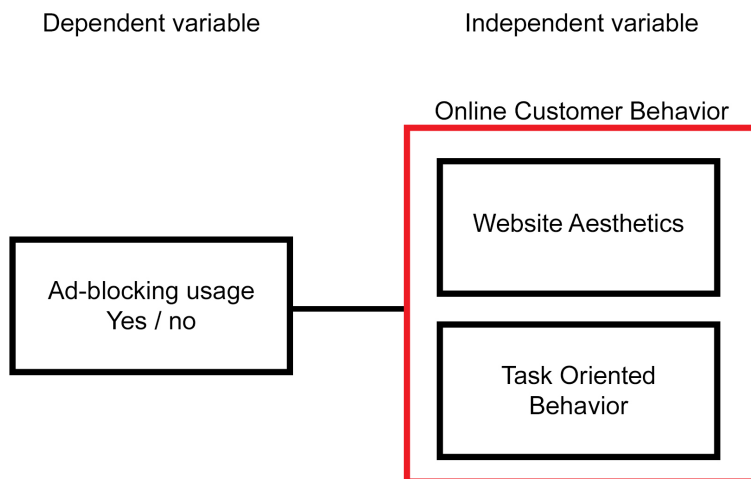 Dependent variable
Independent variable
Online Customer Behavior
Website Aesthetics
Ad-blocking usage
Yes / no
Task Oriented
Behavior